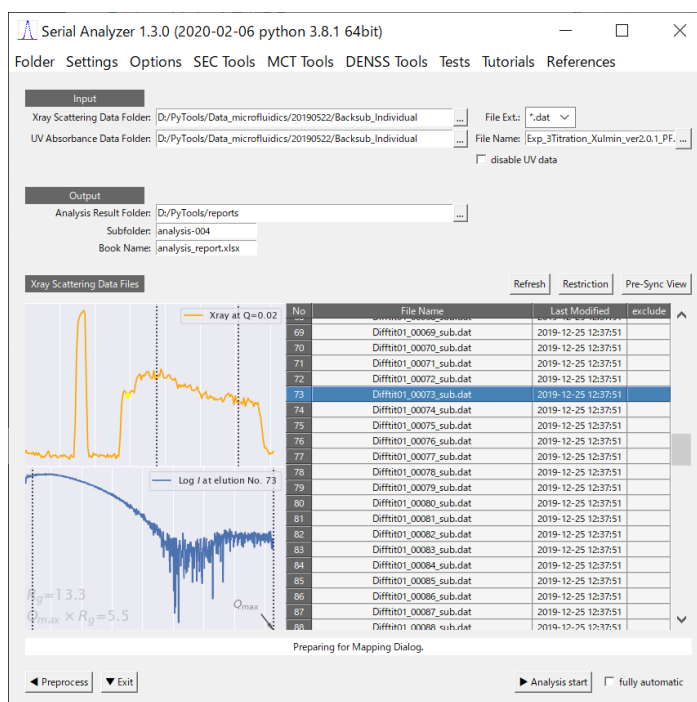 Serial Analyzer 1.3.0 (2020-02-06 python 3.8.1 64bit)
Folder Settings Options SEC Tools MCT Tools DENSS Tools Tests Tutorials References
Input
Xray Scattering Data Folder: D:/PyTools/Data_microfluidics/20190522/Backsub_Individual ... File Ext.: *.dat
UV Absorbance Data Folder: D:/PyTools/Data_microfluidics/20190522/Backsub_Individual ... File Name: Exp_3Titration_Xulmin_ver2.0.1_PF. ...
disable UV data
Output
Analysis Result Folder: D:/PyTools/reports ...
Subfolder: analysis-004
Book Name: analysis_report.xlsx
Xray Scattering Data Files Refresh Restriction Pre-Sync View
Xray at Q=0.02
Log I at elution No. 73
Rg=13.3
Qmax × Rg=5.5
Qmax
No File Name Last Modified exclude
68 Difftit01_00068_sub.dat 2019-12-25 12:37:51
69 Difftit01_00069_sub.dat 2019-12-25 12:37:51
70 Difftit01_00070_sub.dat 2019-12-25 12:37:51
71 Difftit01_00071_sub.dat 2019-12-25 12:37:51
72 Difftit01_00072_sub.dat 2019-12-25 12:37:51
73 Difftit01_00073_sub.dat 2019-12-25 12:37:51
74 Difftit01_00074_sub.dat 2019-12-25 12:37:51
75 Difftit01_00075_sub.dat 2019-12-25 12:37:51
76 Difftit01_00076_sub.dat 2019-12-25 12:37:51
77 Difftit01_00077_sub.dat 2019-12-25 12:37:51
78 Difftit01_00078_sub.dat 2019-12-25 12:37:51
79 Difftit01_00079_sub.dat 2019-12-25 12:37:51
80 Difftit01_00080_sub.dat 2019-12-25 12:37:51
81 Difftit01_00081_sub.dat 2019-12-25 12:37:51
82 Difftit01_00082_sub.dat 2019-12-25 12:37:51
83 Difftit01_00083_sub.dat 2019-12-25 12:37:51
84 Difftit01_00084_sub.dat 2019-12-25 12:37:51
85 Difftit01_00085_sub.dat 2019-12-25 12:37:51
86 Difftit01_00086_sub.dat 2019-12-25 12:37:51
87 Difftit01_00087_sub.dat 2019-12-25 12:37:51
88 Difftit01_00088_sub.dat 2019-12-25 12:37:51
Preparing for Mapping Dialog.
◀ Preprocess ▼ Exit ▶ Analysis start fully automatic